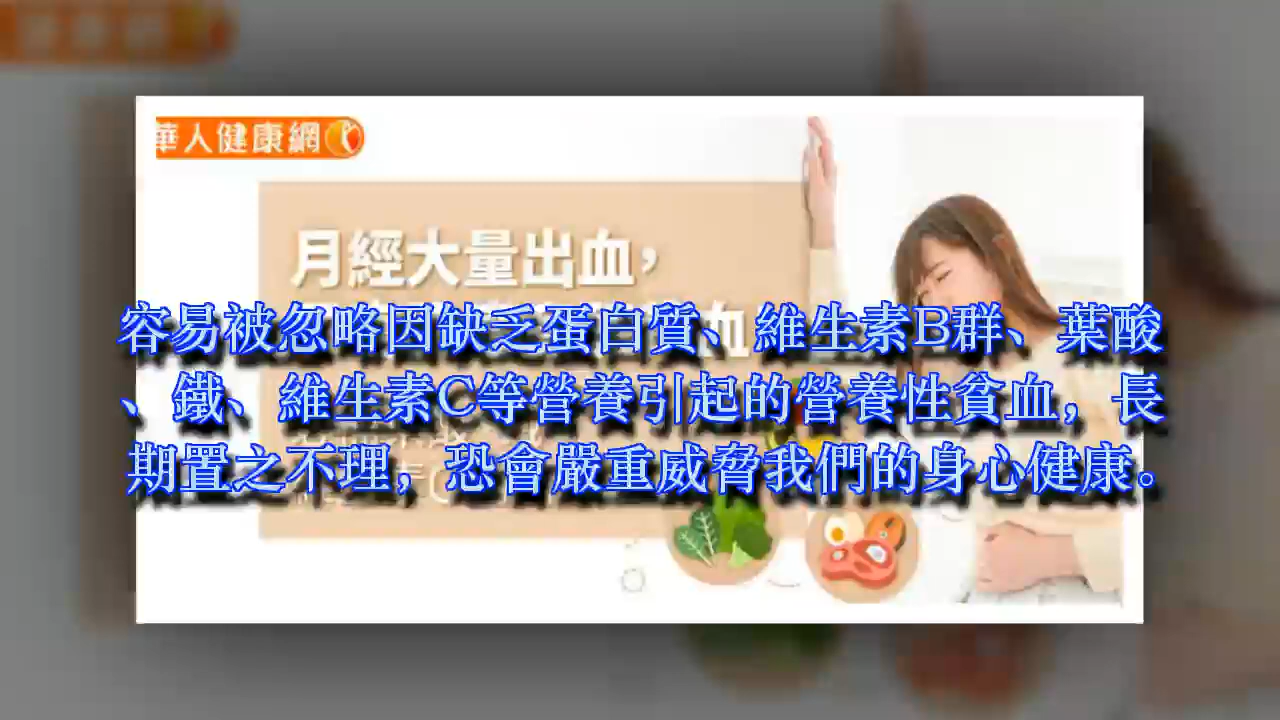 華人健康網
月經大量出血，
血
容易被忽略因缺乏蛋白質、維生素B群、葉酸
、鐵、維生素C等營養引起的營養性貧血，長
期置之不理，恐會嚴重威脅我們的身心健康。